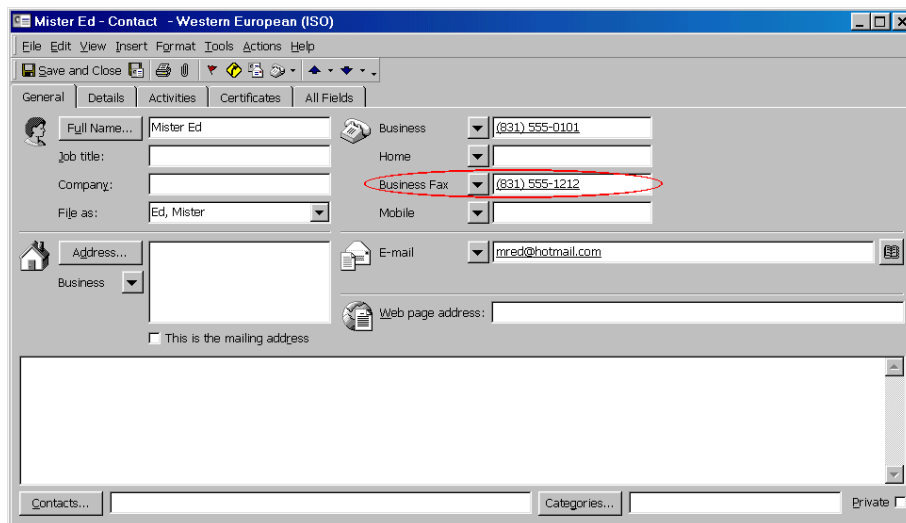 Mister Ed - Contact - Western European (ISO)
File Edit View Insert Format Tools Actions Help
Save and Close
General Details Activities Certificates All Fields
Full Name... Mister Ed Business (831) 555-0101
Job title: Home
Company: Business Fax (831) 555-1212
File as: Ed, Mister Mobile
Address... E-mail mred@hotmail.com
Business
Web page address:
This is the mailing address
Contacts... Categories... Private